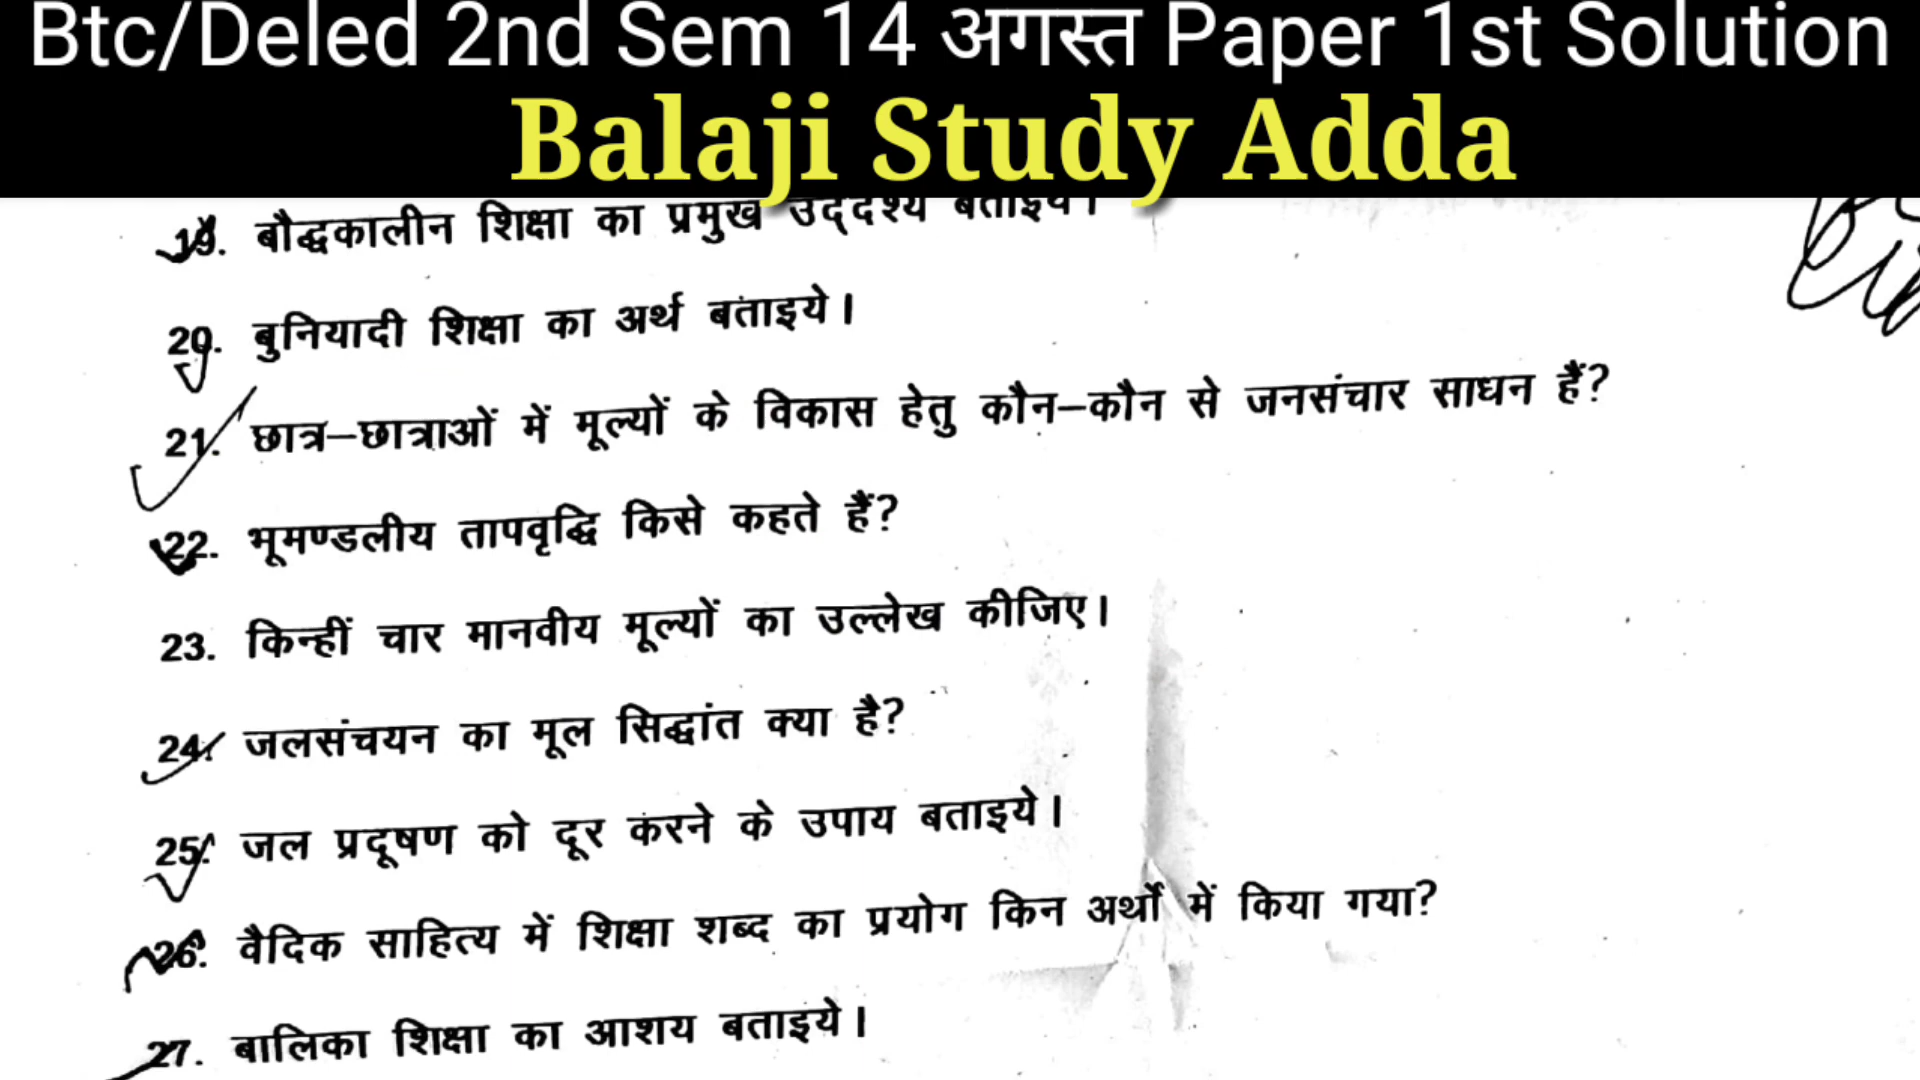 Btc/Deled 2nd Sem 14 अगस्त Paper 1st Solution
Balaji Study Adda
19. बौद्धकालीन शिक्षा का प्रमुख उद्देश्य बताइये।
20. बुनियादी शिक्षा का अर्थ बताइये।
21. छात्र–छात्राओं में मूल्यों के विकास हेतु कौन–कौन से जनसंचार साधन हैं?
22. भूमण्डलीय तापवृद्धि किसे कहते हैं?
23. किन्हीं चार मानवीय मूल्यों का उल्लेख कीजिए।
24. जलसंचयन का मूल सिद्धांत क्या है?
25. जल प्रदूषण को दूर करने के उपाय बताइये।
26. वैदिक साहित्य में शिक्षा शब्द का प्रयोग किन अर्थों में किया गया?
27. बालिका शिक्षा का आशय बताइये।